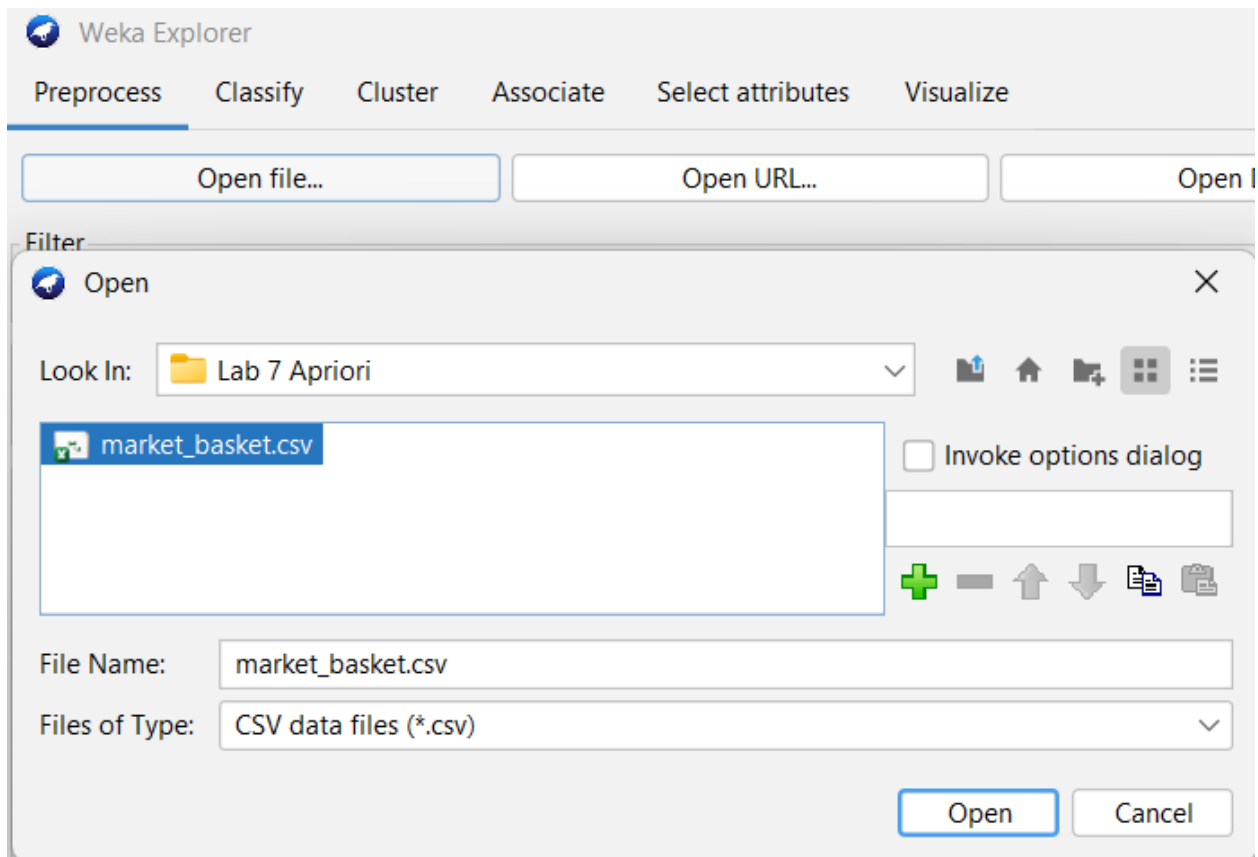 Weka Explorer
Preprocess Classify Cluster Associate Select attributes Visualize
Open file... Open URL... Open
Filter
Open
Look In: Lab 7 Apriori
market_basket.csv
Invoke options dialog
File Name: market_basket.csv
Files of Type: CSV data files (*.csv)
Open Cancel